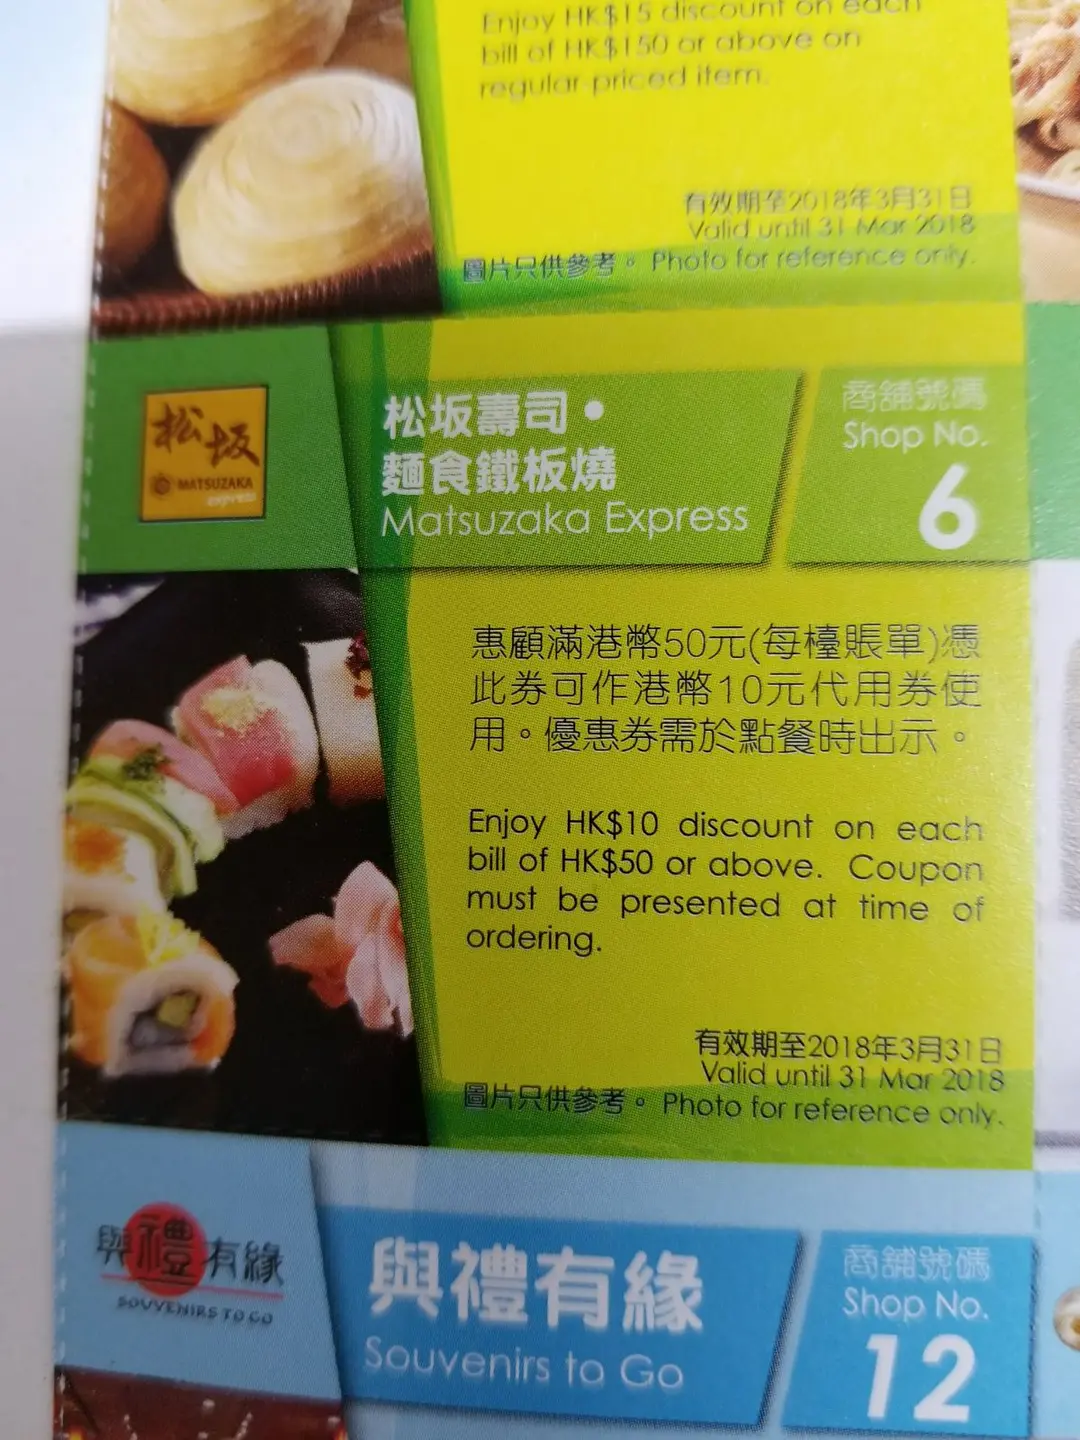 Enjoy HK$15 discount on each
bill of HK$150 or above on
regular priced item.
有效期至2018年3月31日
Valid until 31 Mar 2018
圖片只供參考。 Photo for reference only.
松坂
MATSUZAKA
express
松坂壽司•
麵食鐵板燒
Matsuzaka Express
商舖號碼
Shop No.
6
惠顧滿港幣50元(每檯賬單)憑
此券可作港幣10元代用券使
用。優惠券需於點餐時出示。
Enjoy HK$10 discount on each
bill of HK$50 or above. Coupon
must be presented at time of
ordering.
有效期至2018年3月31日
Valid until 31 Mar 2018
圖片只供參考。 Photo for reference only.
與禮有緣
SOUVENIRS TO GO
與禮有緣
Souvenirs to Go
商舖號碼
Shop No.
12